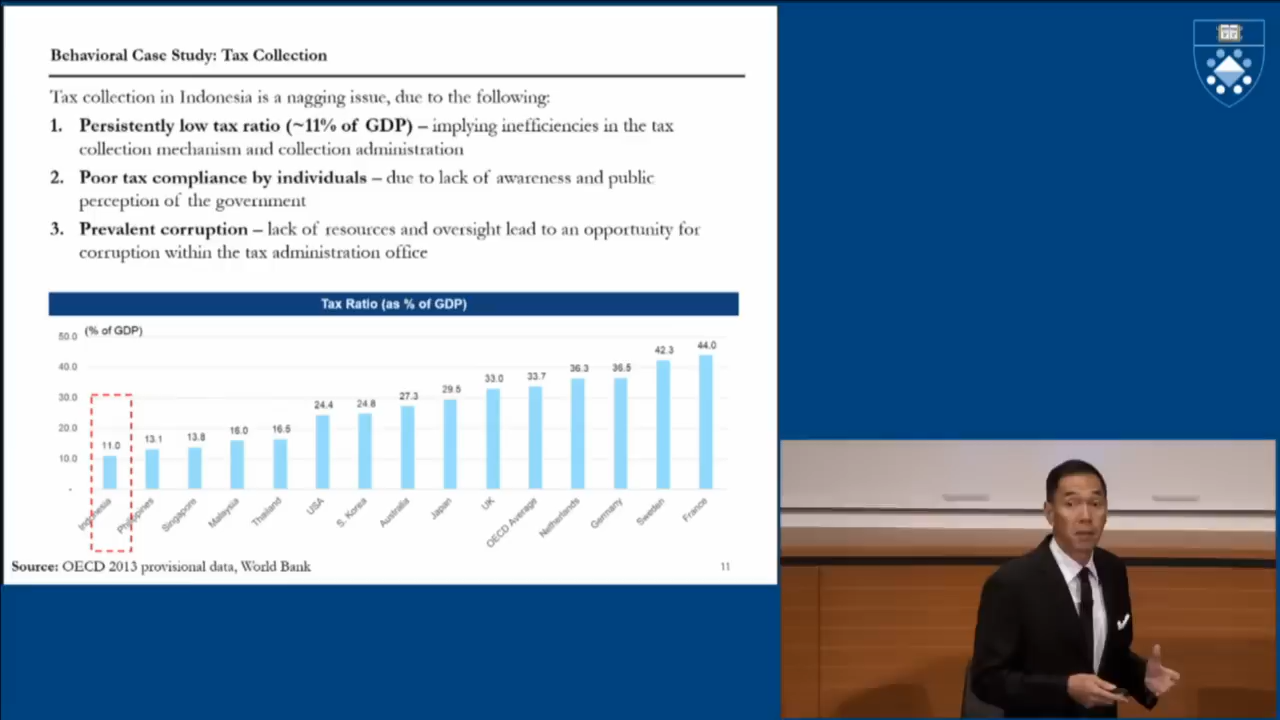 Behavioral Case Study: Tax Collection
Tax collection in Indonesia is a nagging issue, due to the following:
1. Persistently low tax ratio (~11% of GDP) – implying inefficiencies in the tax
collection mechanism and collection administration
2. Poor tax compliance by individuals – due to lack of awareness and public
perception of the government
3. Prevalent corruption – lack of resources and oversight lead to an opportunity for
corruption within the tax administration office
Tax Ratio (as % of GDP)
(% of GDP)
50.0
40.0
30.0
20.0
10.0
-
11.0
13.1
13.8
16.0
16.5
24.4
24.8
27.3
29.5
33.0
33.7
36.3
36.5
42.3
44.0
Indonesia
Philippines
Singapore
Malaysia
Thailand
USA
S. Korea
Australia
Japan
UK
OECD Average
Netherlands
Germany
Sweden
France
Source: OECD 2013 provisional data, World Bank
11